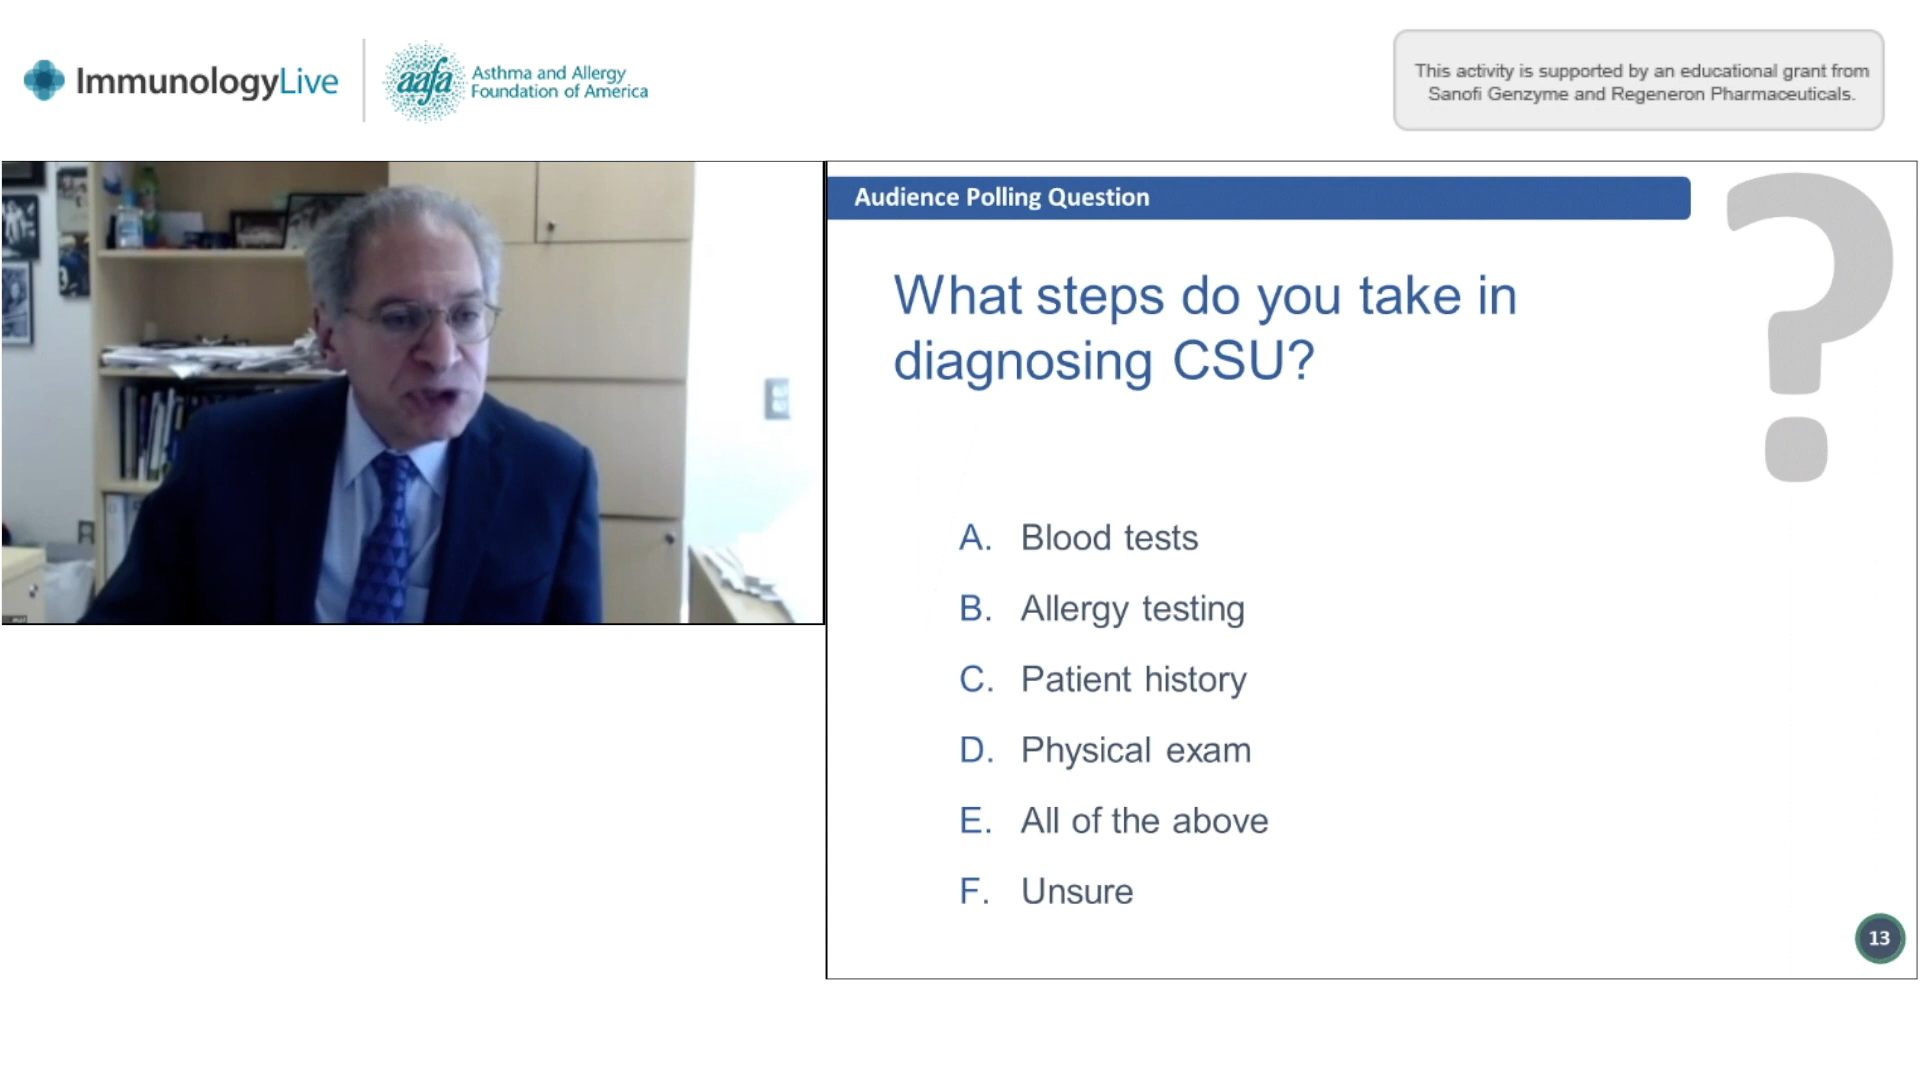 ImmunologyLive
aafa
Asthma and Allergy
Foundation of America
This activity is supported by an educational grant from
Sanofi Genzyme and Regeneron Pharmaceuticals.
Audience Polling Question
?
What steps do you take in
diagnosing CSU?
A. Blood tests
B. Allergy testing
C. Patient history
D. Physical exam
E. All of the above
F. Unsure
13